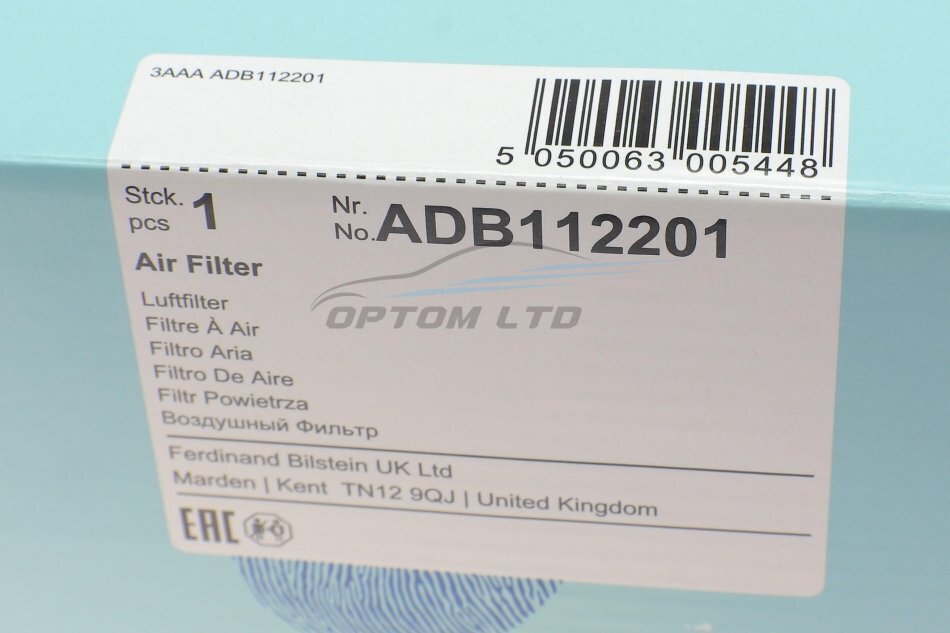 3AAA ADB112201
5 050063 005448
Stck. 1
pcs
Nr.
No. ADB112201
Air Filter
OPTOM LTD
Luftfilter
Filtre À Air
Filtro Aria
Filtro De Aire
Filtr Powietrza
Воздушный Фильтр
Ferdinand Bilstein UK Ltd
Marden | Kent TN12 9QJ | United Kingdom
EAC